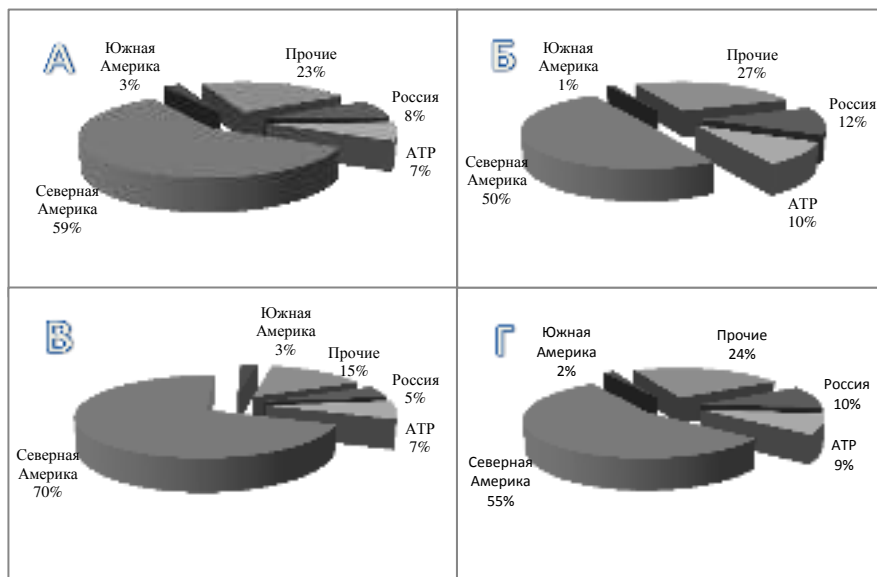 А
Южная
Америка
3%
Прочие
23%
Россия
8%
АТР
7%
Северная
Америка
59%
Б
Южная
Америка
1%
Прочие
27%
Россия
12%
АТР
10%
Северная
Америка
50%
В
Южная
Америка
3%
Прочие
15%
Россия
5%
АТР
7%
Северная
Америка
70%
Г
Южная
Америка
2%
Прочие
24%
Россия
10%
АТР
9%
Северная
Америка
55%